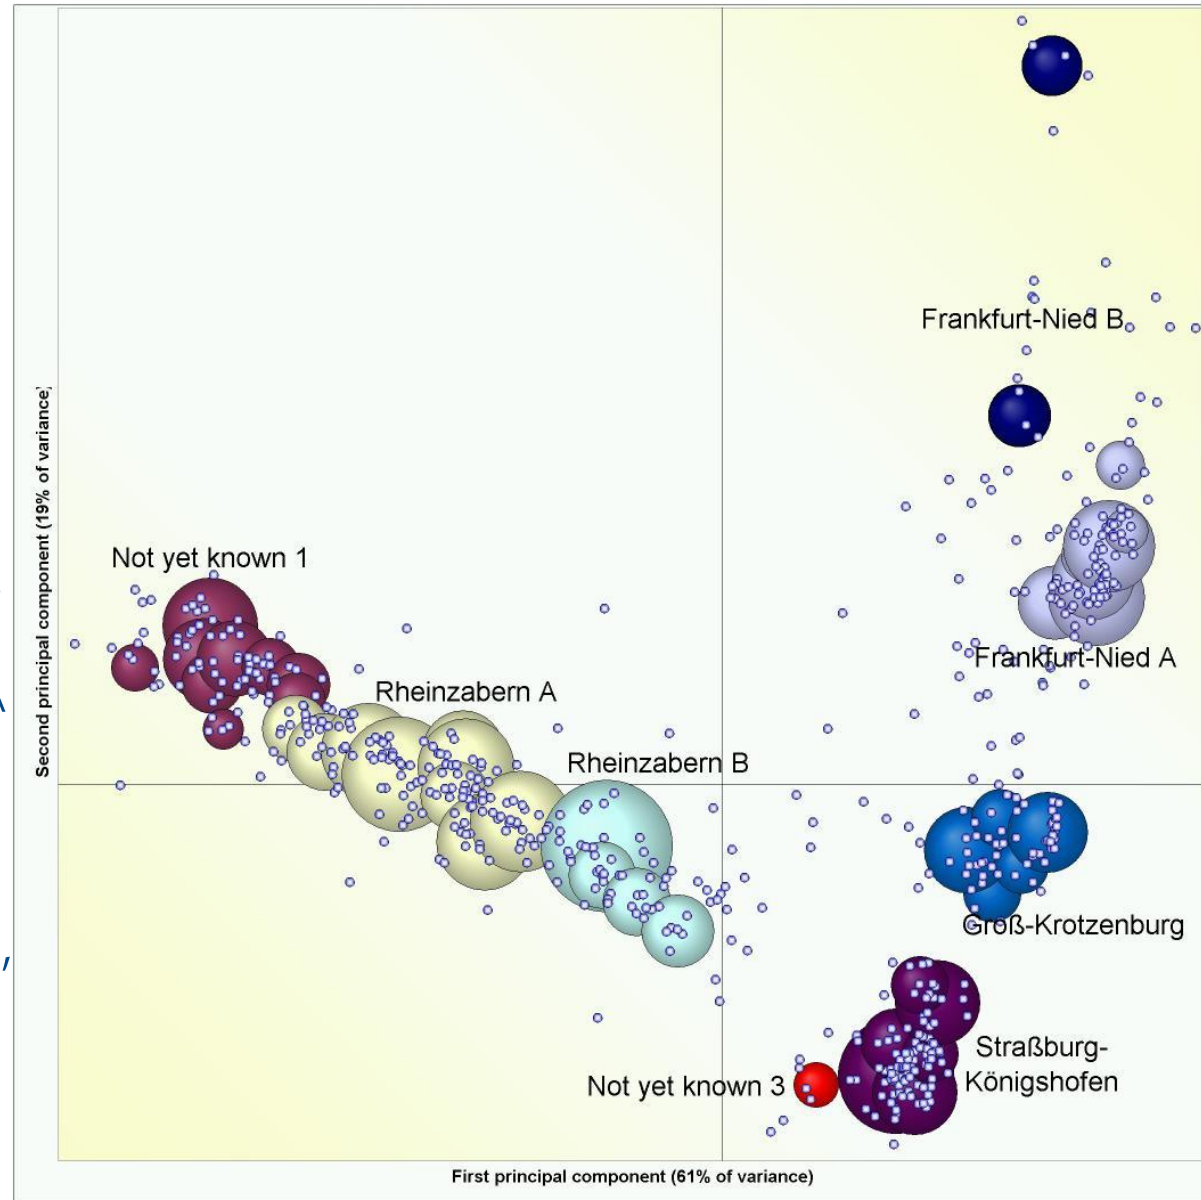 Frankfurt-Nied B
Not yet known 1
Frankfurt-Nied A
Rheinzabern A
Rheinzabern B
Groß-Krotzenburg
Straßburg-
Königshofen
Not yet known 3
Second principal component (19% of variance)
First principal component (61% of variance)